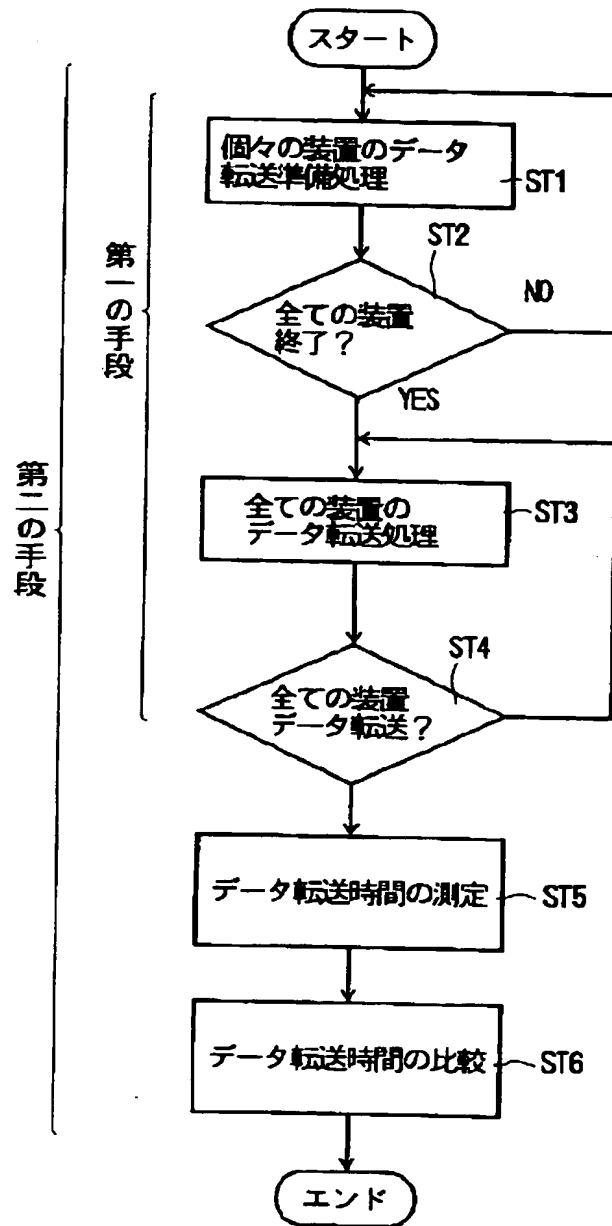 スタート
個々の装置のデータ
転送準備処理
ST1
ST2
全ての装置
終了？
NO
YES
第一の手段
第二の手段
全ての装置の
データ転送処理
ST3
ST4
全ての装置
データ転送？
データ転送時間の測定
ST5
データ転送時間の比較
ST6
エンド